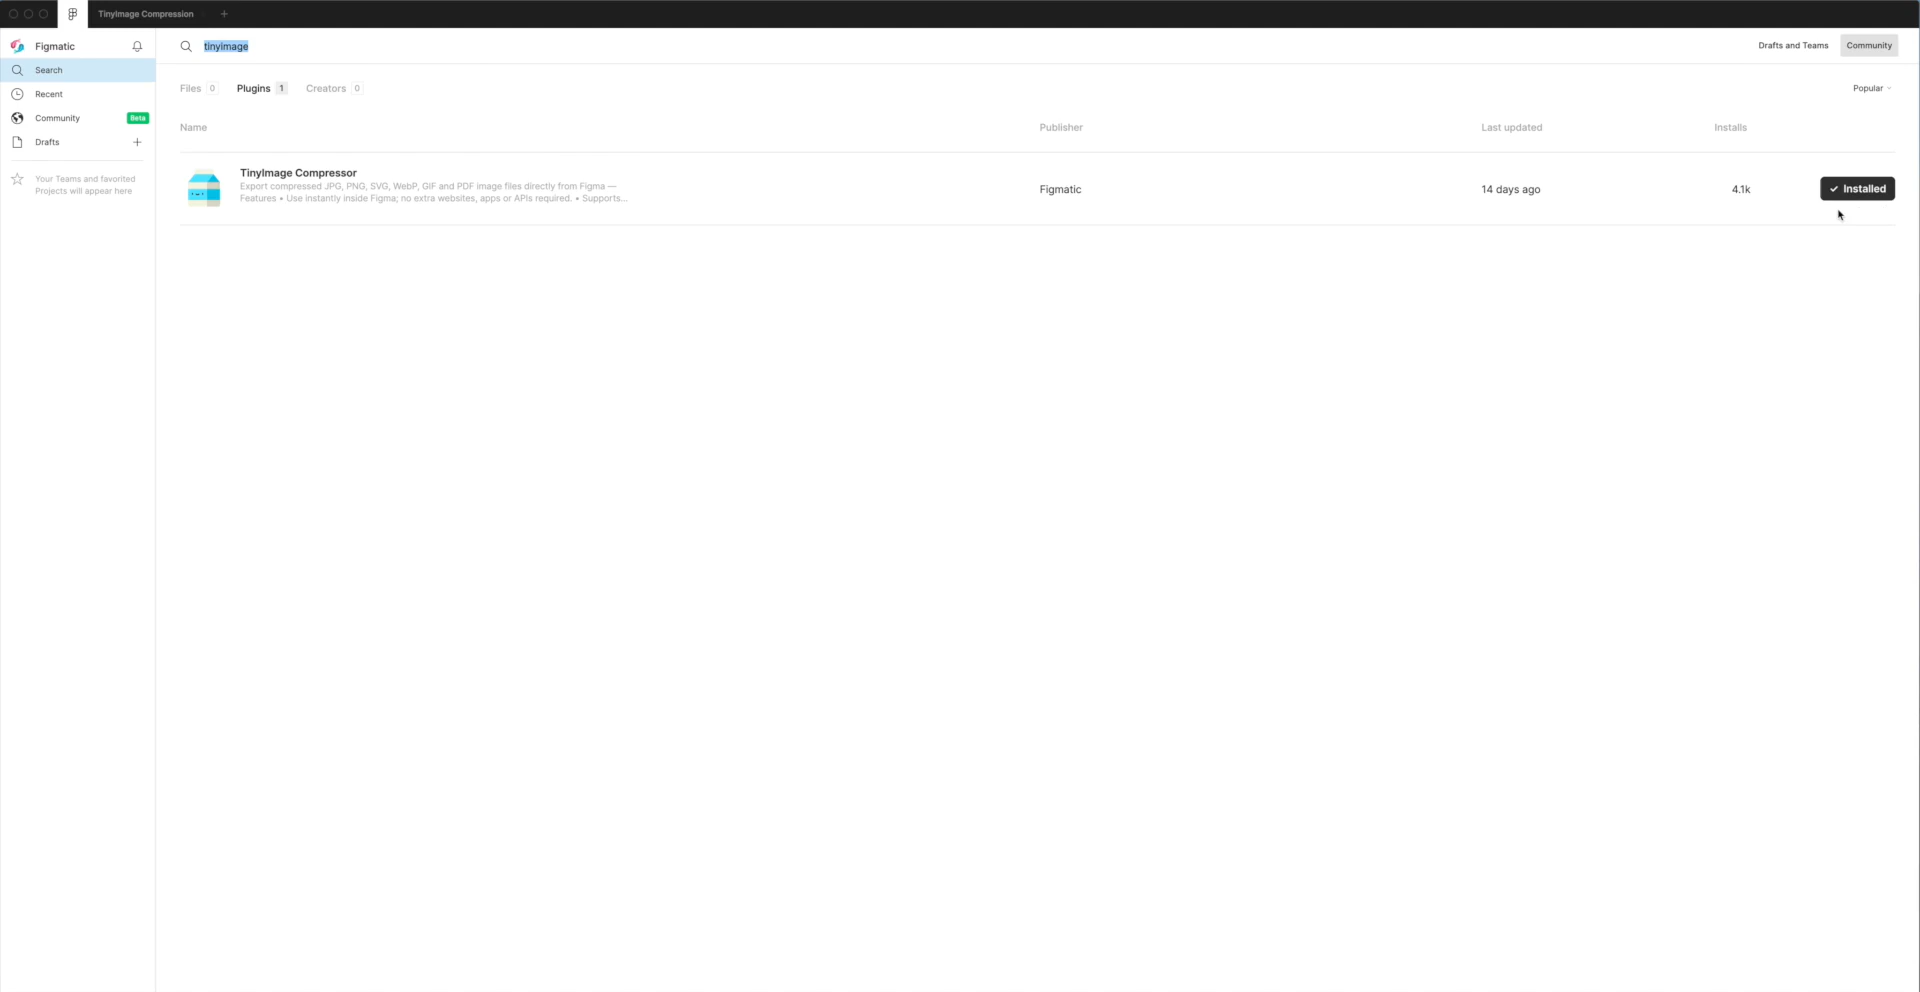 TinyImage Compression
Figmatic
tinyimage
Drafts and Teams
Community
Search
Recent
Community
Beta
Drafts
Your Teams and favorited
Projects will appear here
Files 0
Plugins 1
Creators 0
Popular
Name
Publisher
Last updated
Installs
TinyImage Compressor
Export compressed JPG, PNG, SVG, WebP, GIF and PDF image files directly from Figma —
Features • Use instantly inside Figma; no extra websites, apps or APIs required. • Supports...
Figmatic
14 days ago
4.1k
Installed